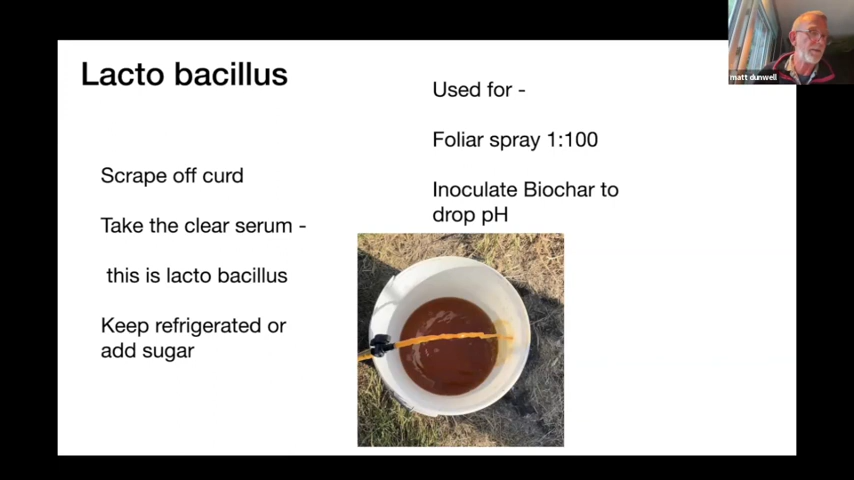 Lacto bacillus
Scrape off curd
Take the clear serum -
this is lacto bacillus
Keep refrigerated or
add sugar
Used for -
Foliar spray 1:100
Inoculate Biochar to
drop pH
matt dunwell